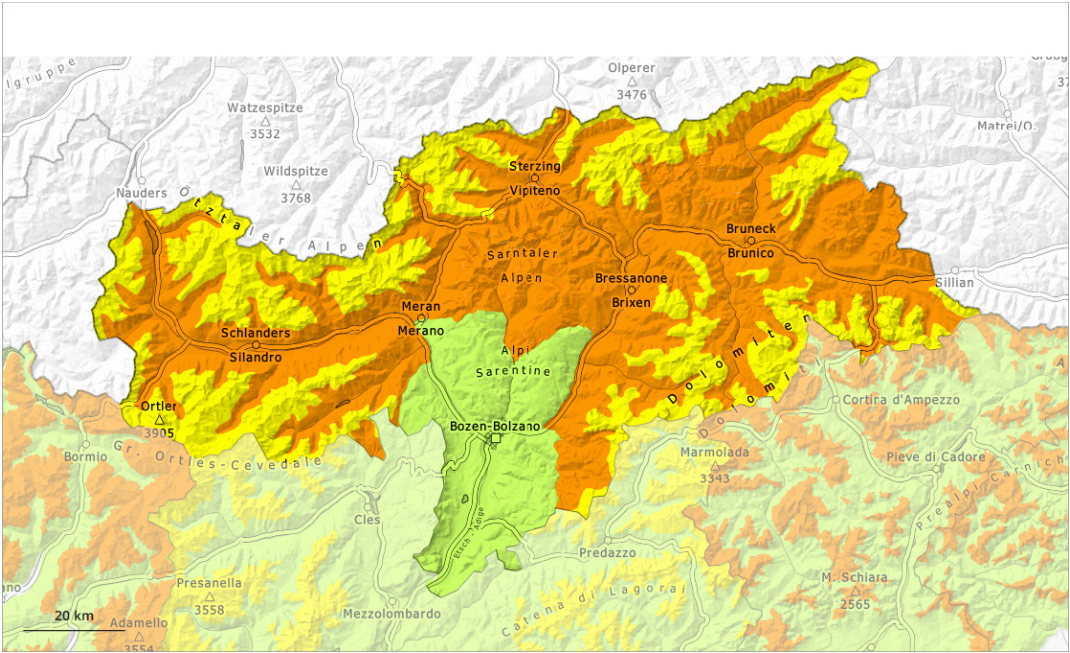 Olperer
3476
Watzespitze
3532
Matrei/O.
Sterzing
Vipiteno
Wildspitze
3768
Nauders
Ötztaler Alpen
Bruneck
Brunico
Sarntaler
Alpen
Bressanone
Brixen
Sillian
Meran
Merano
Schlanders
Silandro
Alpi
Sarentine
Dolomiten
Dolomiti
Ortler
3905
Cortina d'Ampezzo
Bozen-Bolzano
Gr. Ortles-Cevedale
Bormio
Marmolada
3343
Pieve di Cadore
Prealpi Carniche
Cles
Etsch - Adige
Predazzo
Presanella
3558
M. Schiara
2565
Mezzolombardo
Catena di Lagorai
20 km
Adamello
3554